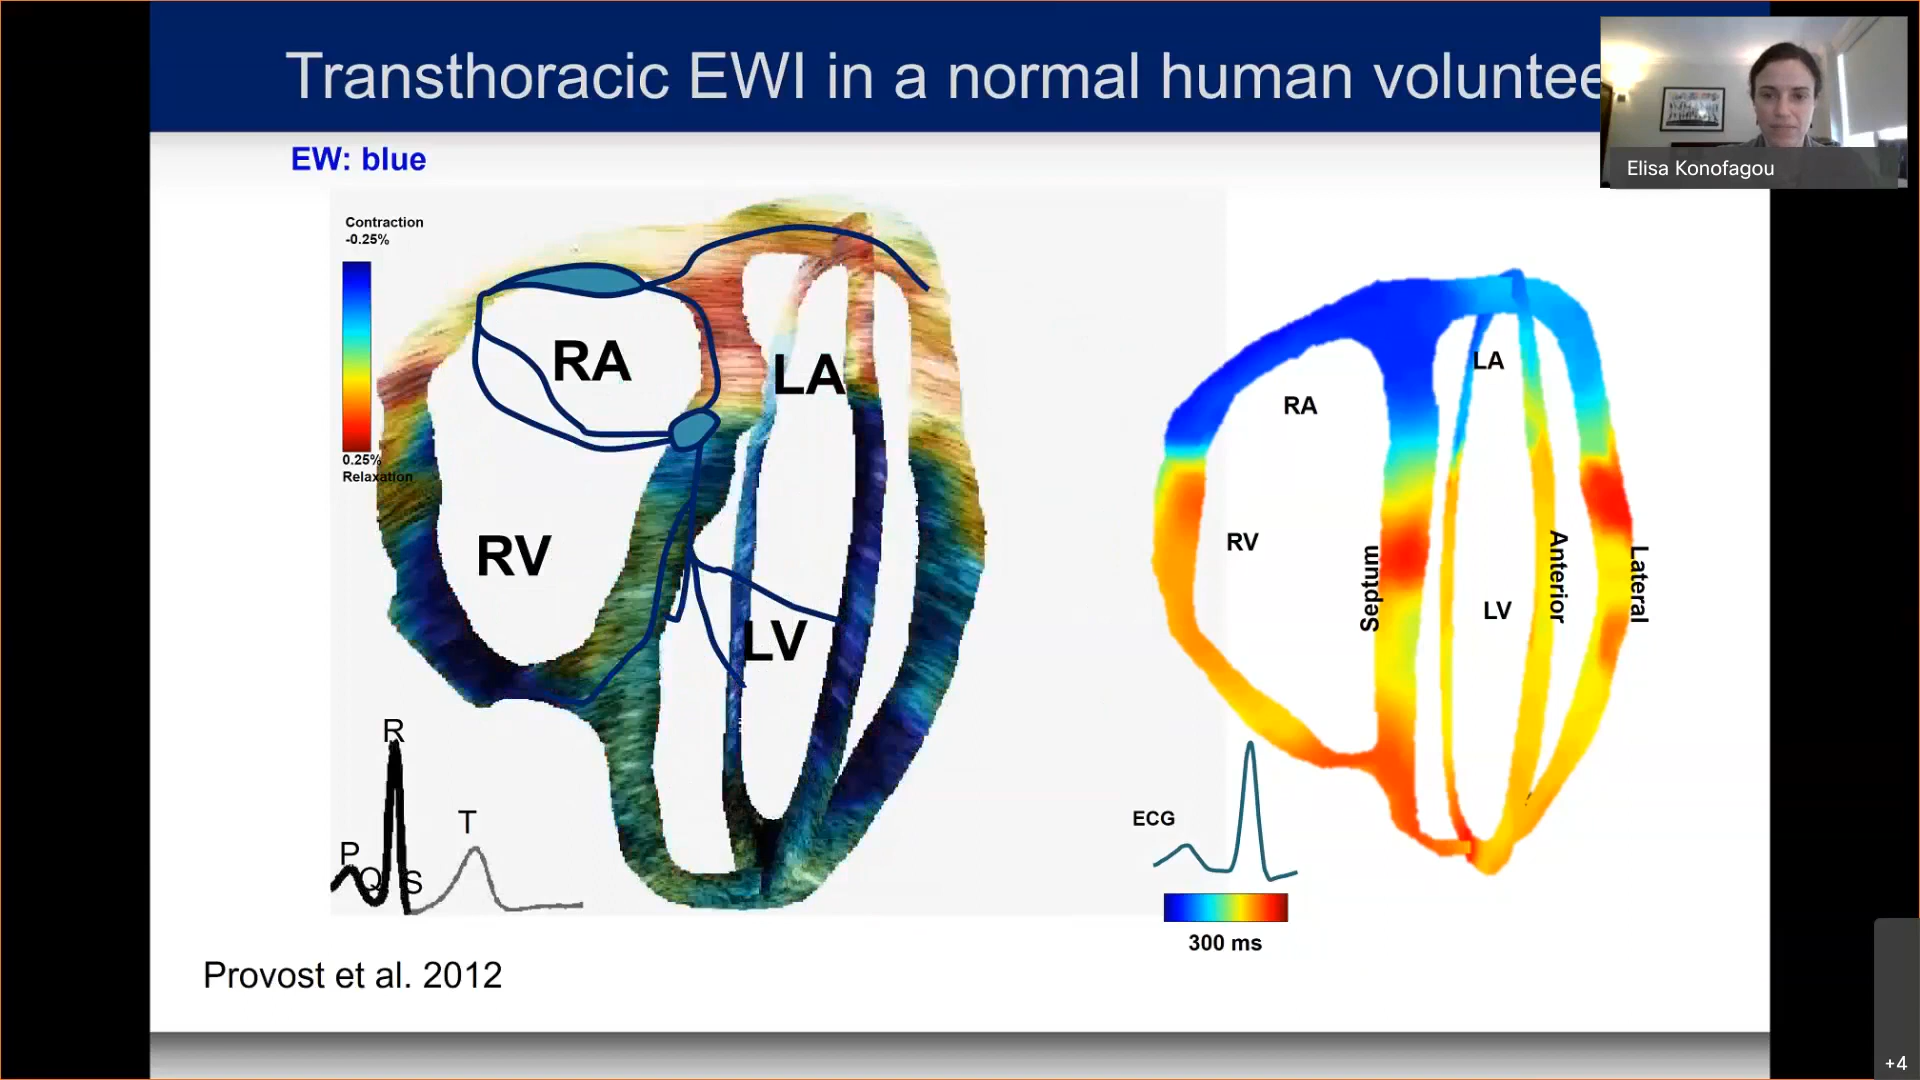 Transthoracic EWI in a normal human voluntee
Elisa Konofagou
EW: blue
Contraction
-0.25%
0.25%
Relaxation
RA
LA
RV
LV
R
P
Q
S
T
RA
LA
RV
LV
Septum
Anterior
Lateral
ECG
300 ms
Provost et al. 2012
+4